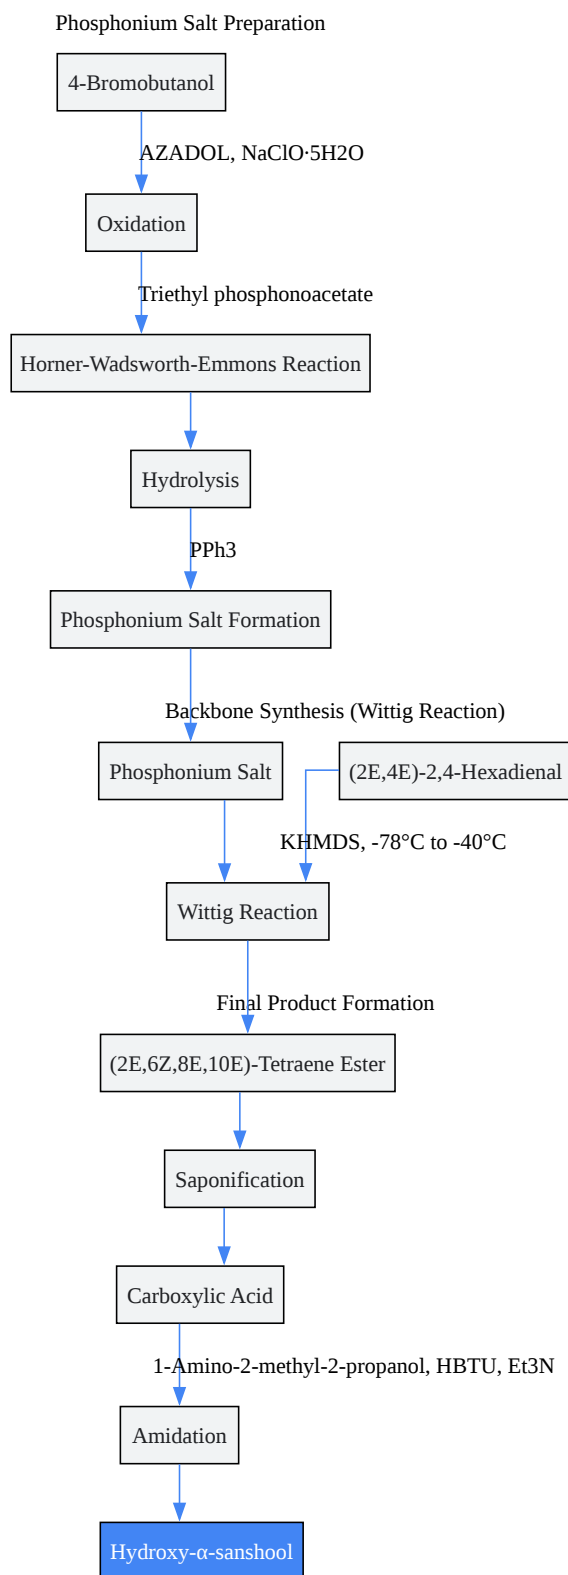 Phosphonium Salt Preparation
4-Bromobutanol
AZADOL, NaClO·5H2O
Oxidation
Triethyl phosphonoacetate
Horner-Wadsworth-Emmons Reaction
Hydrolysis
PPh3
Phosphonium Salt Formation
Backbone Synthesis (Wittig Reaction)
Phosphonium Salt
(2E,4E)-2,4-Hexadienal
KHMDS, -78°C to -40°C
Wittig Reaction
Final Product Formation
(2E,6Z,8E,10E)-Tetraene Ester
Saponification
Carboxylic Acid
1-Amino-2-methyl-2-propanol, HBTU, Et3N
Amidation
Hydroxy-α-sanshool